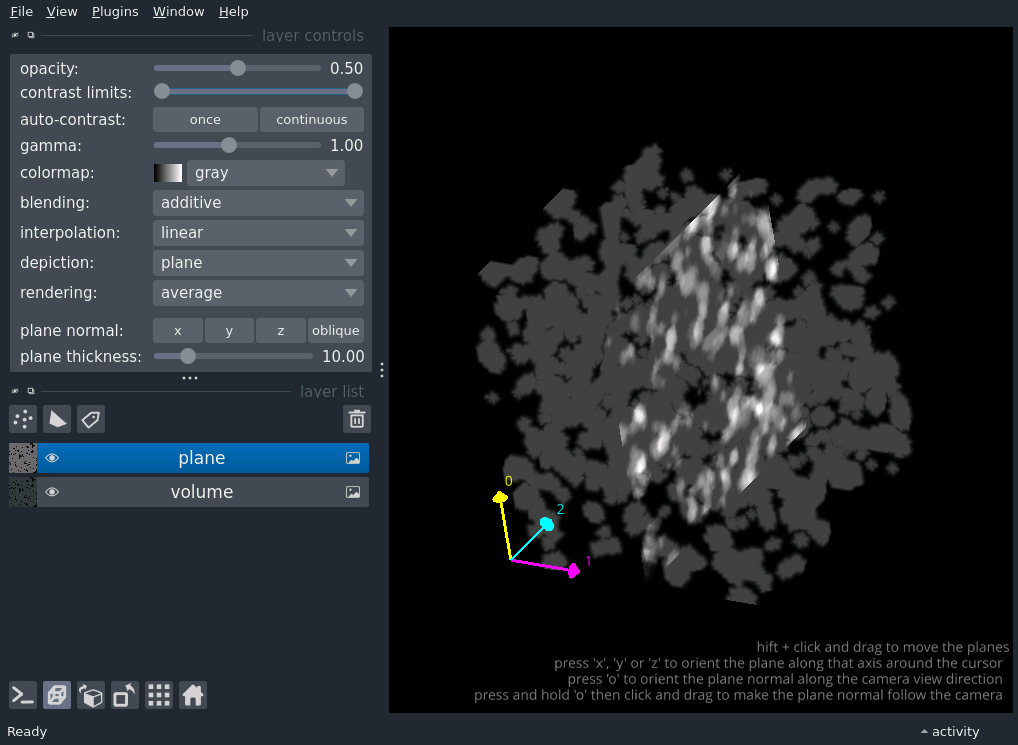 File View Plugins Window Help
layer controls
opacity: 0.50
contrast limits:
auto-contrast: once continuous
gamma: 1.00
colormap: gray
blending: additive
interpolation: linear
depiction: plane
rendering: average
plane normal: x y z oblique
plane thickness: 10.00
layer list
plane
volume
0
2
1
hift + click and drag to move the planes
press 'x', 'y' or 'z' to orient the plane along that axis around the cursor
press 'o' to orient the plane normal along the camera view direction
press and hold 'o' then click and drag to make the plane normal follow the camera
Ready activity